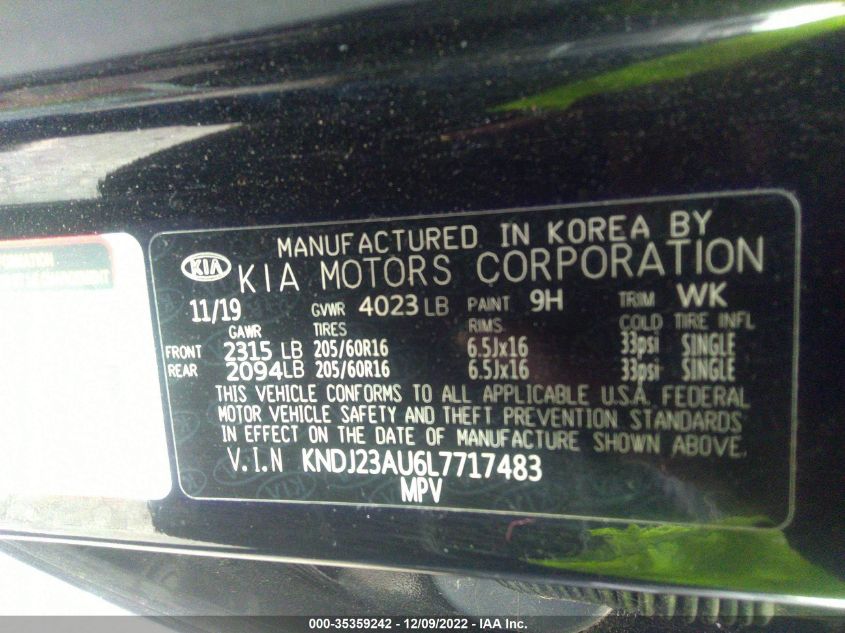 MANUFACTURED IN KOREA BY
KIA KIA MOTORS CORPORATION
11/19 GVWR 4023 LB PAINT 9H TRIM WK
GAWR TIRES RIMS COLD TIRE INFL
FRONT 2315 LB 205/60R16 6.5Jx16 33psi SINGLE
REAR 2094 LB 205/60R16 6.5Jx16 33psi SINGLE
THIS VEHICLE CONFORMS TO ALL APPLICABLE U.S.A. FEDERAL
MOTOR VEHICLE SAFETY AND THEFT PREVENTION STANDARDS
IN EFFECT ON THE DATE OF MANUFACTURE SHOWN ABOVE.
V.I.N KNDJ23AU6L7717483
MPV
000-35359242 - 12/09/2022 - IAA Inc.